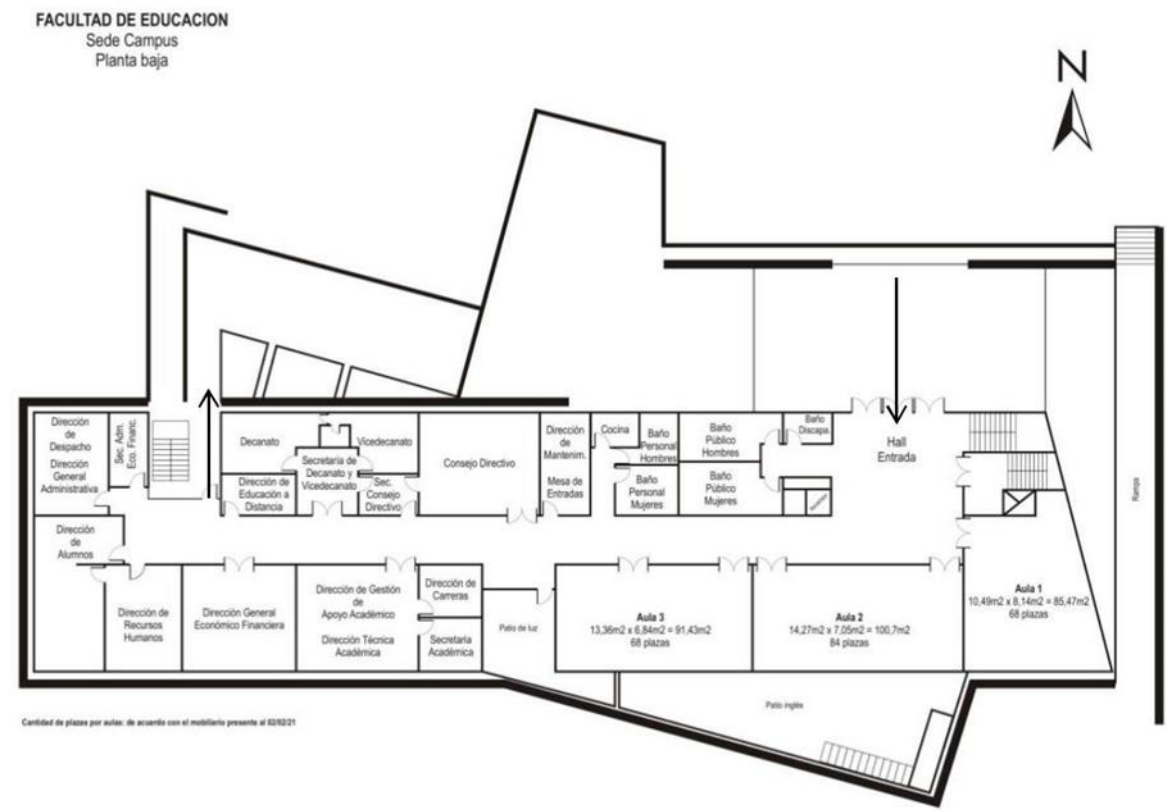 FACULTAD DE EDUCACION
Sede Campus
Planta baja
N
Dirección
de
Despacho
Dirección
General
Administrativa
Sec. Adm.
Eco. Financ.
Decanato
Vicedecanato
Secretaría de
Decanato y
Vicedecanato
Dirección de
Educación a
Distancia
Sec.
Consejo
Directivo
Consejo Directivo
Dirección
de
Mantenim.
Mesa de
Entradas
Cocina
Baño
Personal
Hombres
Baño
Personal
Mujeres
Baño
Público
Hombres
Baño
Público
Mujeres
Baño
Discapa.
Hall
Entrada
Rampa
Dirección
de
Alumnos
Dirección de
Recursos
Humanos
Dirección General
Económico Financiera
Dirección de Gestión
de
Apoyo Académico
Dirección Técnica
Académica
Dirección de
Carreras
Secretaria
Académica
Patio de luz
Aula 3
13,36m2 x 6,84m2 = 91,43m2
68 plazas
Aula 2
14,27m2 x 7,05m2 = 100,7m2
84 plazas
Aula 1
10,49m2 x 8,14m2 = 85,47m2
68 plazas
Patio inglés
Cantidad de plazas por aulas: de acuerdo con el mobiliario presente al 02/02/21